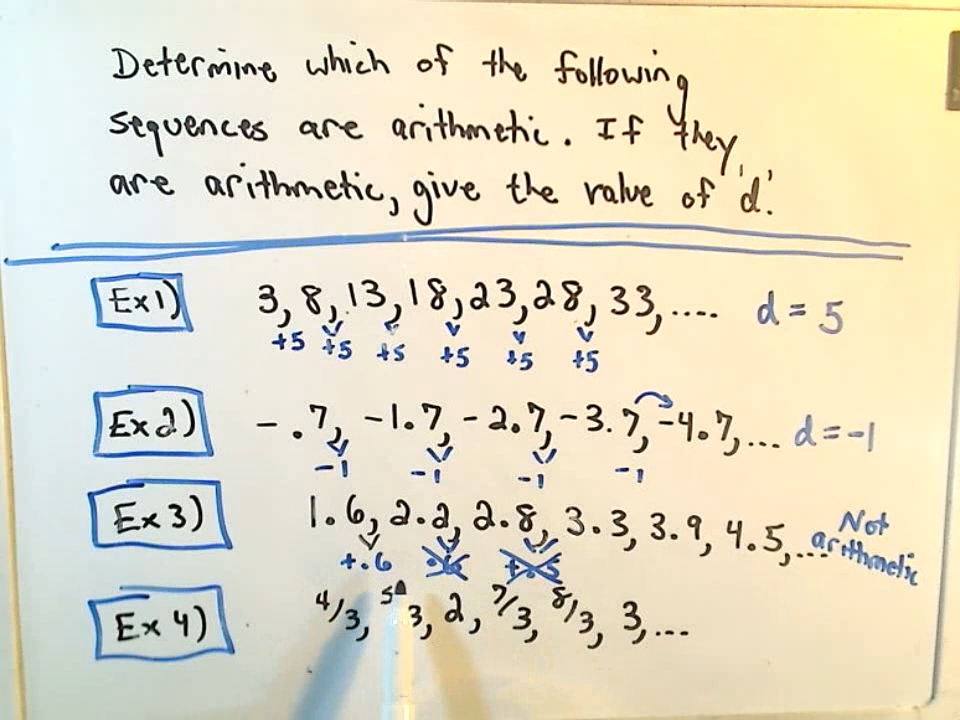 Determine which of the following
sequences are arithmetic. If they
are arithmetic, give the value of 'd'.
Ex1) 3, 8, 13, 18, 23, 28, 33, .... d = 5
+5 +5 +5 +5 +5 +5
Ex2) -.7, -1.7, -2.7, -3.7, -4.7, ... d = -1
-1 -1 -1 -1
Ex3) 1.6, 2.2, 2.8, 3.3, 3.9, 4.5, ... Not arithmetic
+.6
Ex 4) 4/3, 5 3, 2, 7/3, 8/3, 3, ...